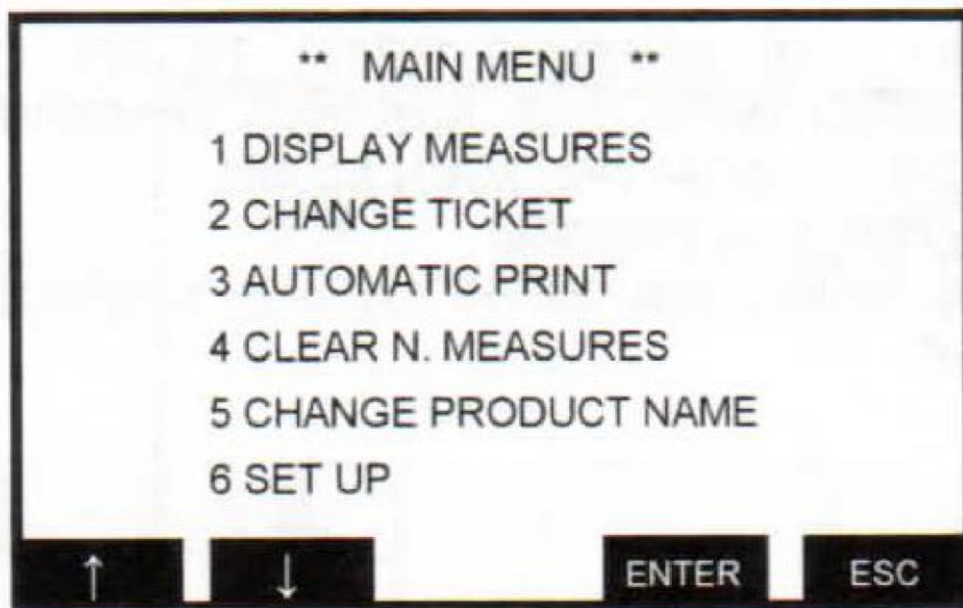 ** MAIN MENU **
1 DISPLAY MEASURES
2 CHANGE TICKET
3 AUTOMATIC PRINT
4 CLEAR N. MEASURES
5 CHANGE PRODUCT NAME
6 SET UP
↑ ↓ ENTER ESC